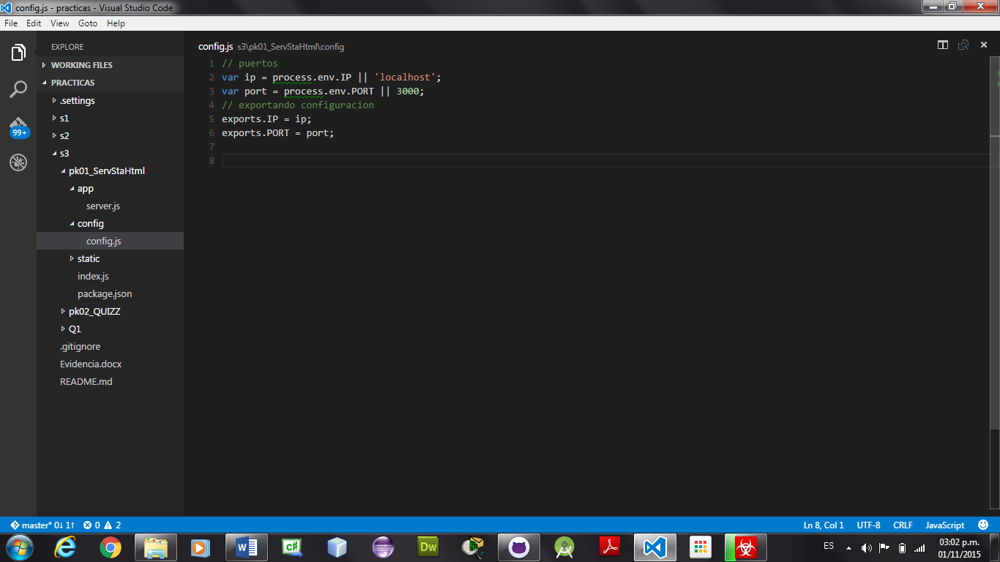 config.js - practicas - Visual Studio Code
File Edit View Goto Help
EXPLORE
WORKING FILES
PRACTICAS
.settings
s1
s2
s3
pk01_ServStaHtml
app
server.js
config
config.js
static
index.js
package.json
pk02_QUIZZ
Q1
.gitignore
Evidencia.docx
README.md
99+
config.js s3\pk01_ServStaHtml\config
1 // puertos
2 var ip = process.env.IP || 'localhost';
3 var port = process.env.PORT || 3000;
4 // exportando configuracion
5 exports.IP = ip;
6 exports.PORT = port;
7
8
master* 0↓ 1↑ 0 2
Ln 8, Col 1 UTF-8 CRLF JavaScript
W C# Dw
ES
03:02 p.m.
01/11/2015